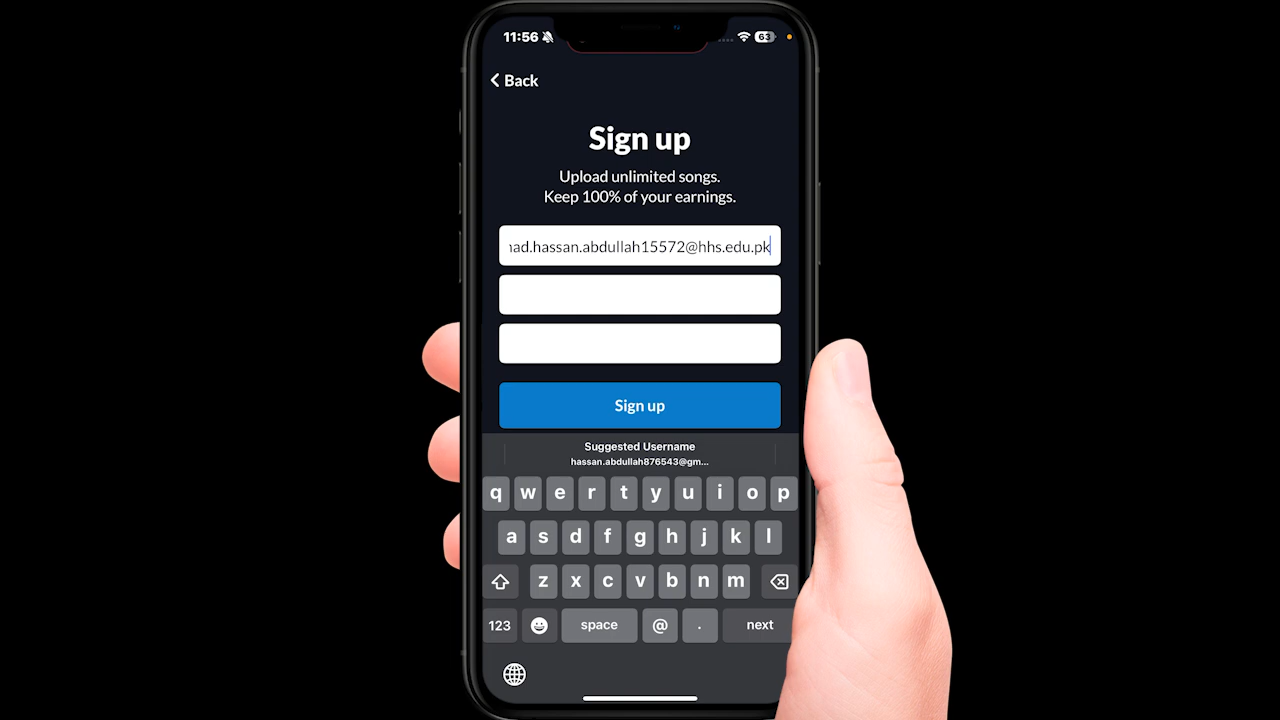 11:56
63
Back
Sign up
Upload unlimited songs.
Keep 100% of your earnings.
ad.hassan.abdullah15572@hhs.edu.pk
Sign up
Suggested Username
hassan.abdullah876543@gm...
q w e r t y u i o p
a s d f g h j k l
z x c v b n m
123 space @ . next